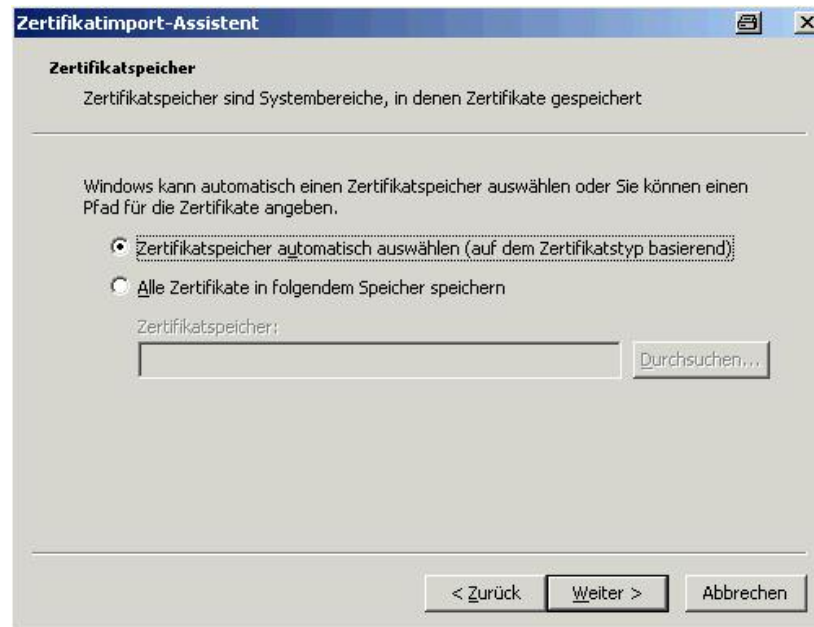 Zertifikatimport-Assistent
Zertifikatspeicher
Zertifikatspeicher sind Systembereiche, in denen Zertifikate gespeichert
Windows kann automatisch einen Zertifikatspeicher auswählen oder Sie können einen
Pfad für die Zertifikate angeben.
Zertifikatspeicher automatisch auswählen (auf dem Zertifikatstyp basierend)
Alle Zertifikate in folgendem Speicher speichern
Zertifikatspeicher:
Durchsuchen...
< Zurück Weiter > Abbrechen